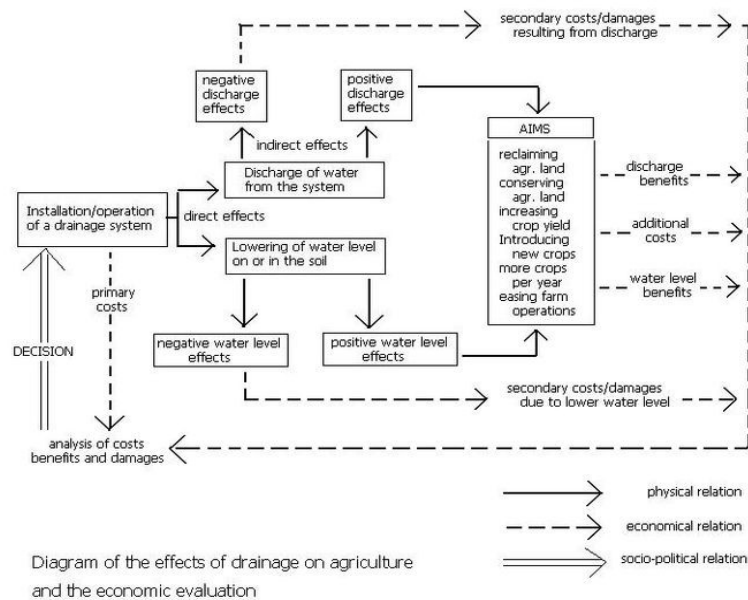 secondary costs/damages
resulting from discharge
negative
discharge
effects
positive
discharge
effects
indirect effects
AIMS
reclaiming
agr. land
conserving
agr. land
increasing
crop yield
Introducing
new crops
more crops
per year
easing farm
operations
Discharge of water
from the system
discharge
benefits
Installation/operation
of a drainage system
direct effects
additional
costs
Lowering of water level
on or in the soil
water level
benefits
primary
costs
DECISION
negative water level
effects
positive water level
effects
secondary costs/damages
due to lower water level
analysis of costs
benefits and damages
physical relation
economical relation
socio-political relation
Diagram of the effects of drainage on agriculture
and the economic evaluation